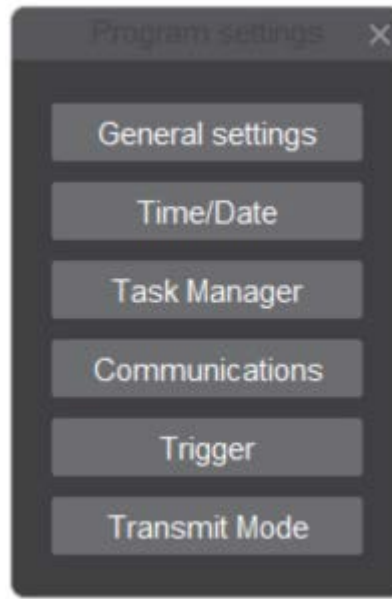 Program settings
General settings
Time/Date
Task Manager
Communications
Trigger
Transmit Mode